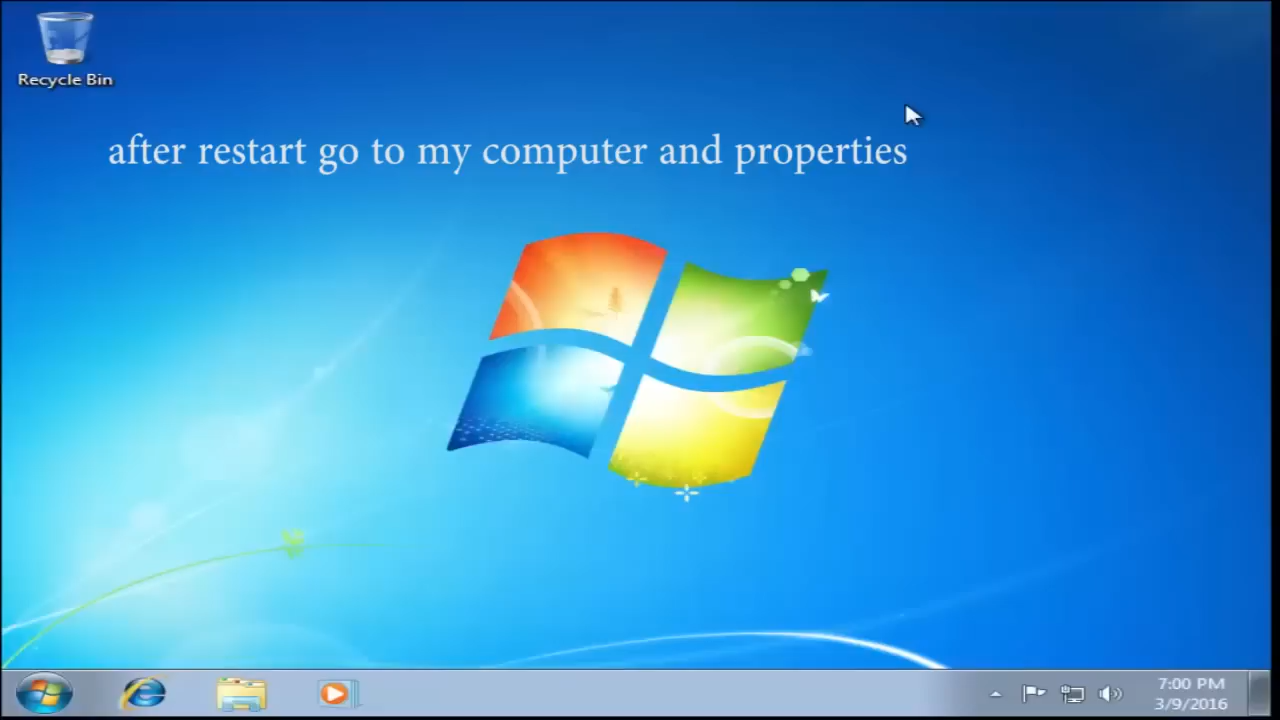 Recycle Bin
after restart go to my computer and properties
7:00 PM
3/9/2016